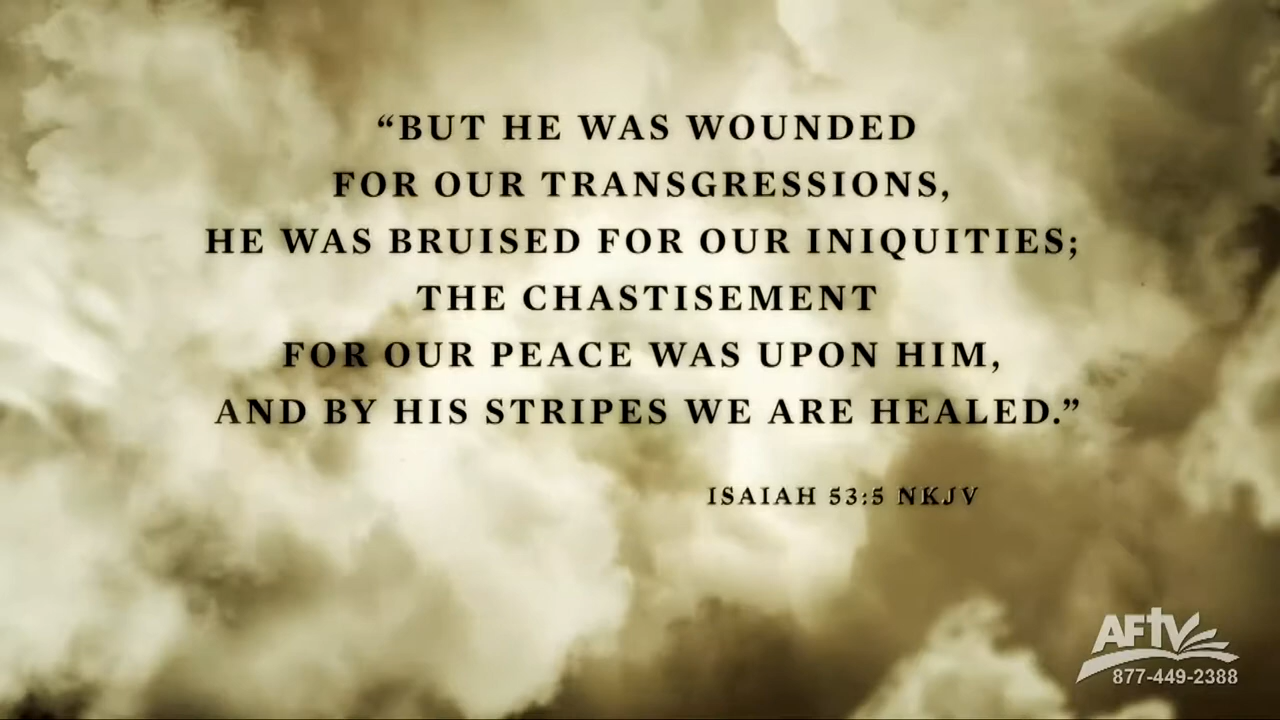 “BUT HE WAS WOUNDED
FOR OUR TRANSGRESSIONS,
HE WAS BRUISED FOR OUR INIQUITIES;
THE CHASTISEMENT
FOR OUR PEACE WAS UPON HIM,
AND BY HIS STRIPES WE ARE HEALED.”
ISAIAH 53:5 NKJV
AFTV
877-449-2388